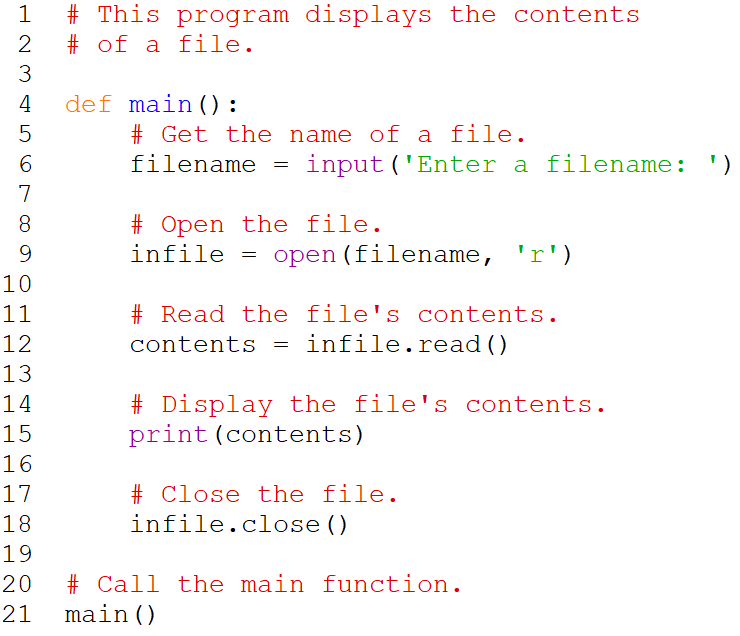 1 # This program displays the contents
2 # of a file.
3
4 def main():
5     # Get the name of a file.
6     filename = input('Enter a filename: ')
7
8     # Open the file.
9     infile = open(filename, 'r')
10
11     # Read the file's contents.
12     contents = infile.read()
13
14     # Display the file's contents.
15     print(contents)
16
17     # Close the file.
18     infile.close()
19
20 # Call the main function.
21 main()